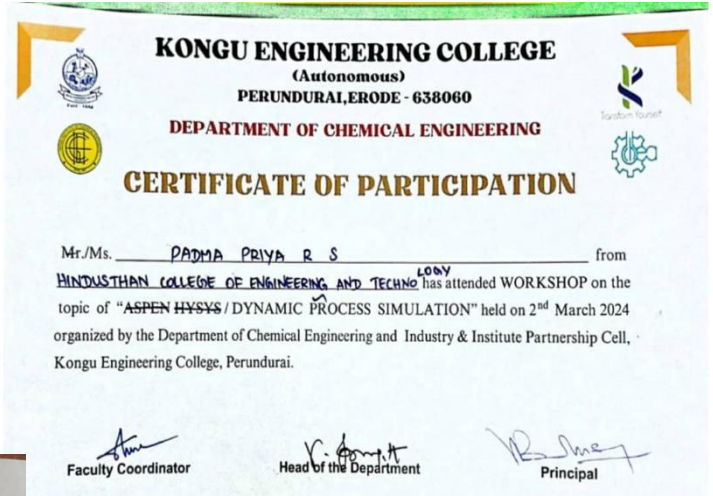 KONGU ENGINEERING COLLEGE
(Autonomous)
PERUNDURAI,ERODE - 638060
Transform Yourself
DEPARTMENT OF CHEMICAL ENGINEERING
CERTIFICATE OF PARTICIPATION
Mr./Ms. PADMA PRIYA R S from
HINDUSTHAN COLLEGE OF ENGINEERING AND TECHNOLOGY has attended WORKSHOP on the
topic of “ASPEN HYSYS / DYNAMIC PROCESS SIMULATION” held on 2nd March 2024
organized by the Department of Chemical Engineering and Industry & Institute Partnership Cell,
Kongu Engineering College, Perundurai.
Faculty Coordinator
Head of the Department
Principal